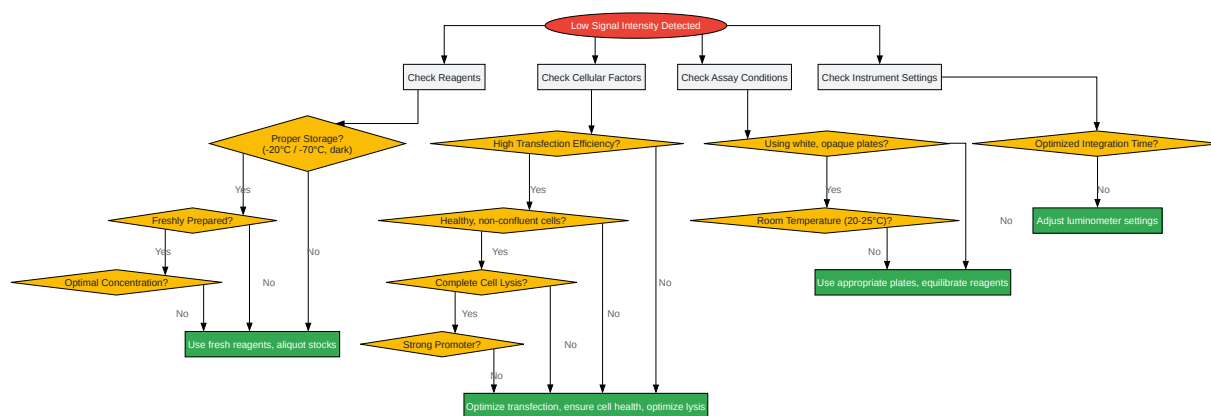 Low Signal Intensity Detected
Check Reagents
Check Cellular Factors
Check Assay Conditions
Check Instrument Settings
Proper Storage?
(-20°C / -70°C, dark)
High Transfection Efficiency?
Using white, opaque plates?
Optimized Integration Time?
Yes
Yes
Yes
No
Freshly Prepared?
Healthy, non-confluent cells?
Room Temperature (20-25°C)?
No
Adjust luminometer settings
Yes
No
Yes
No
Optimal Concentration?
No
Complete Cell Lysis?
No
Use appropriate plates, equilibrate reagents
No
Yes
No
Use fresh reagents, aliquot stocks
Strong Promoter?
No
No
Optimize transfection, ensure cell health, optimize lysis